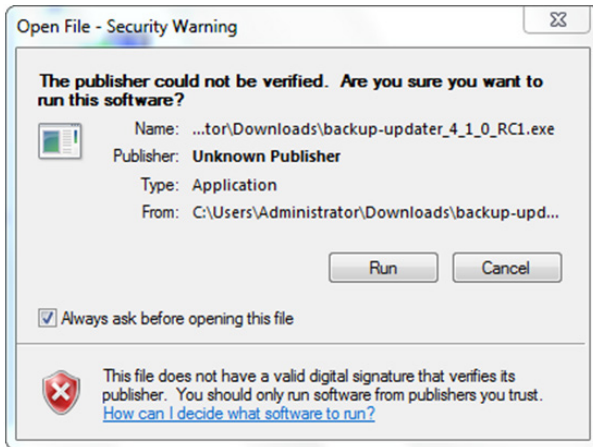 Open File - Security Warning
The publisher could not be verified. Are you sure you want to
run this software?
Name: ...tor\Downloads\backup-updater_4_1_0_RC1.exe
Publisher: Unknown Publisher
Type: Application
From: C:\Users\Administrator\Downloads\backup-upd...
Run Cancel
Always ask before opening this file
This file does not have a valid digital signature that verifies its
publisher. You should only run software from publishers you trust.
How can I decide what software to run?